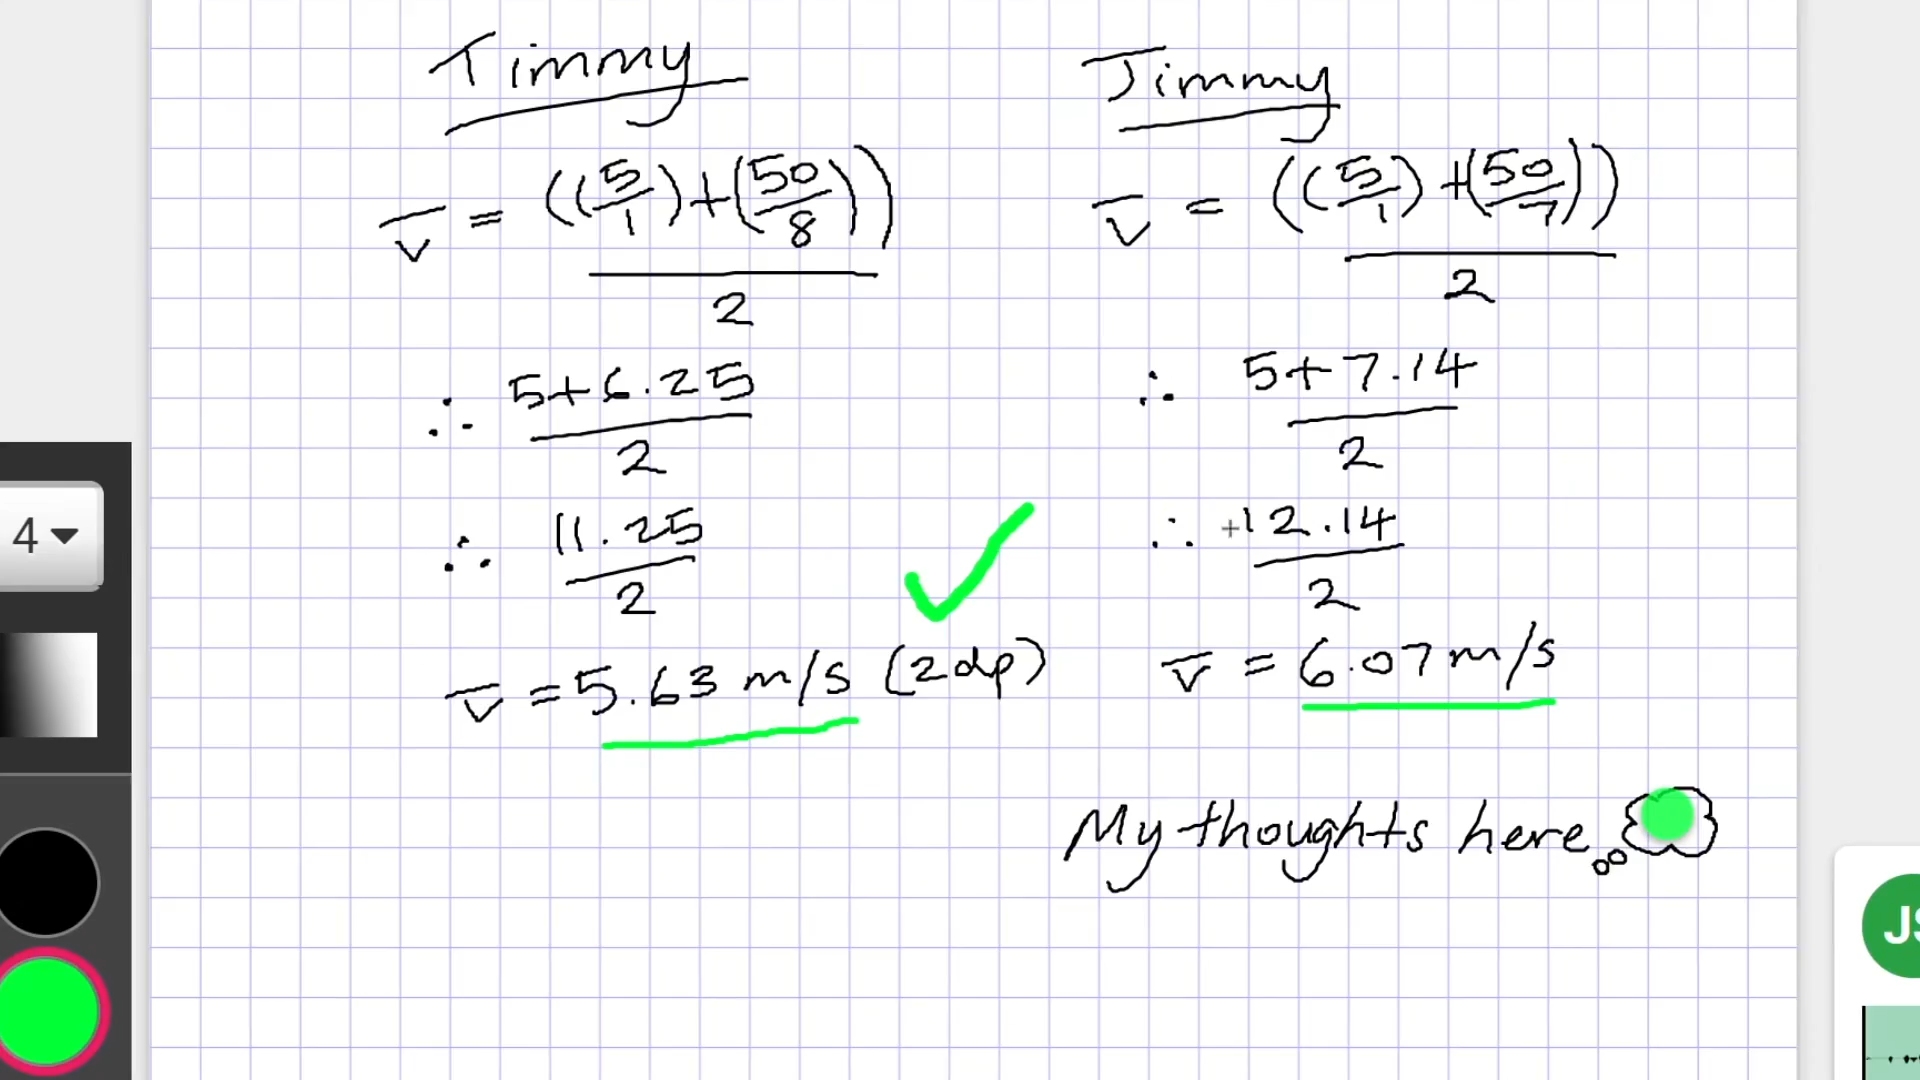 Timmy
v̅ = ((5/1)+(50/8))/2
∴ 5+6.25/2
∴ 11.25/2
v̅ = 5.63 m/s (2dp)
Jimmy
v̅ = ((5/1)+(50/7))/2
∴ 5+7.14/2
∴ 12.14/2
v̅ = 6.07 m/s
My thoughts here
4
JS